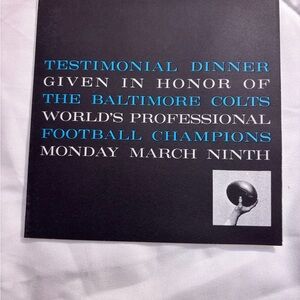 TESTIMONIAL DINNER
GIVEN IN HONOR OF
THE BALTIMORE COLTS
WORLD'S PROFESSIONAL
FOOTBALL CHAMPIONS
MONDAY MARCH NINTH